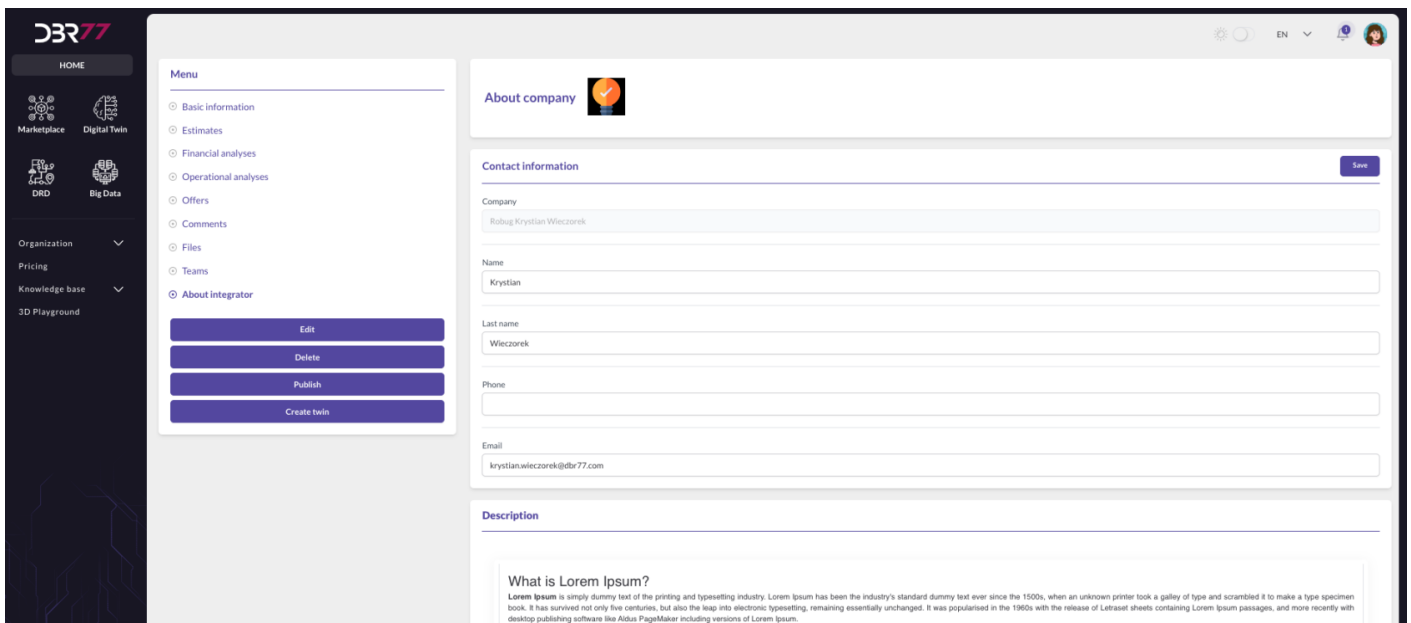 DBR77
HOME
Marketplace
Digital Twin
DRD
Big Data
Organization
Pricing
Knowledge base
3D Playground
EN
1
Menu
Basic information
Estimates
Financial analyses
Operational analyses
Offers
Comments
Files
Teams
About integrator
Edit
Delete
Publish
Create twin
About company
Contact information
Save
Company
Robug Krystian Wieczorek
Name
Krystian
Last name
Wieczorek
Phone
Email
krystian.wieczorek@dbr77.com
Description
What is Lorem Ipsum?
Lorem Ipsum is simply dummy text of the printing and typesetting industry. Lorem Ipsum has been the industry's standard dummy text ever since the 1500s, when an unknown printer took a galley of type and scrambled it to make a type specimen
book. It has survived not only five centuries, but also the leap into electronic typesetting, remaining essentially unchanged. It was popularised in the 1960s with the release of Letraset sheets containing Lorem Ipsum passages, and more recently with
desktop publishing software like Aldus PageMaker including versions of Lorem Ipsum.